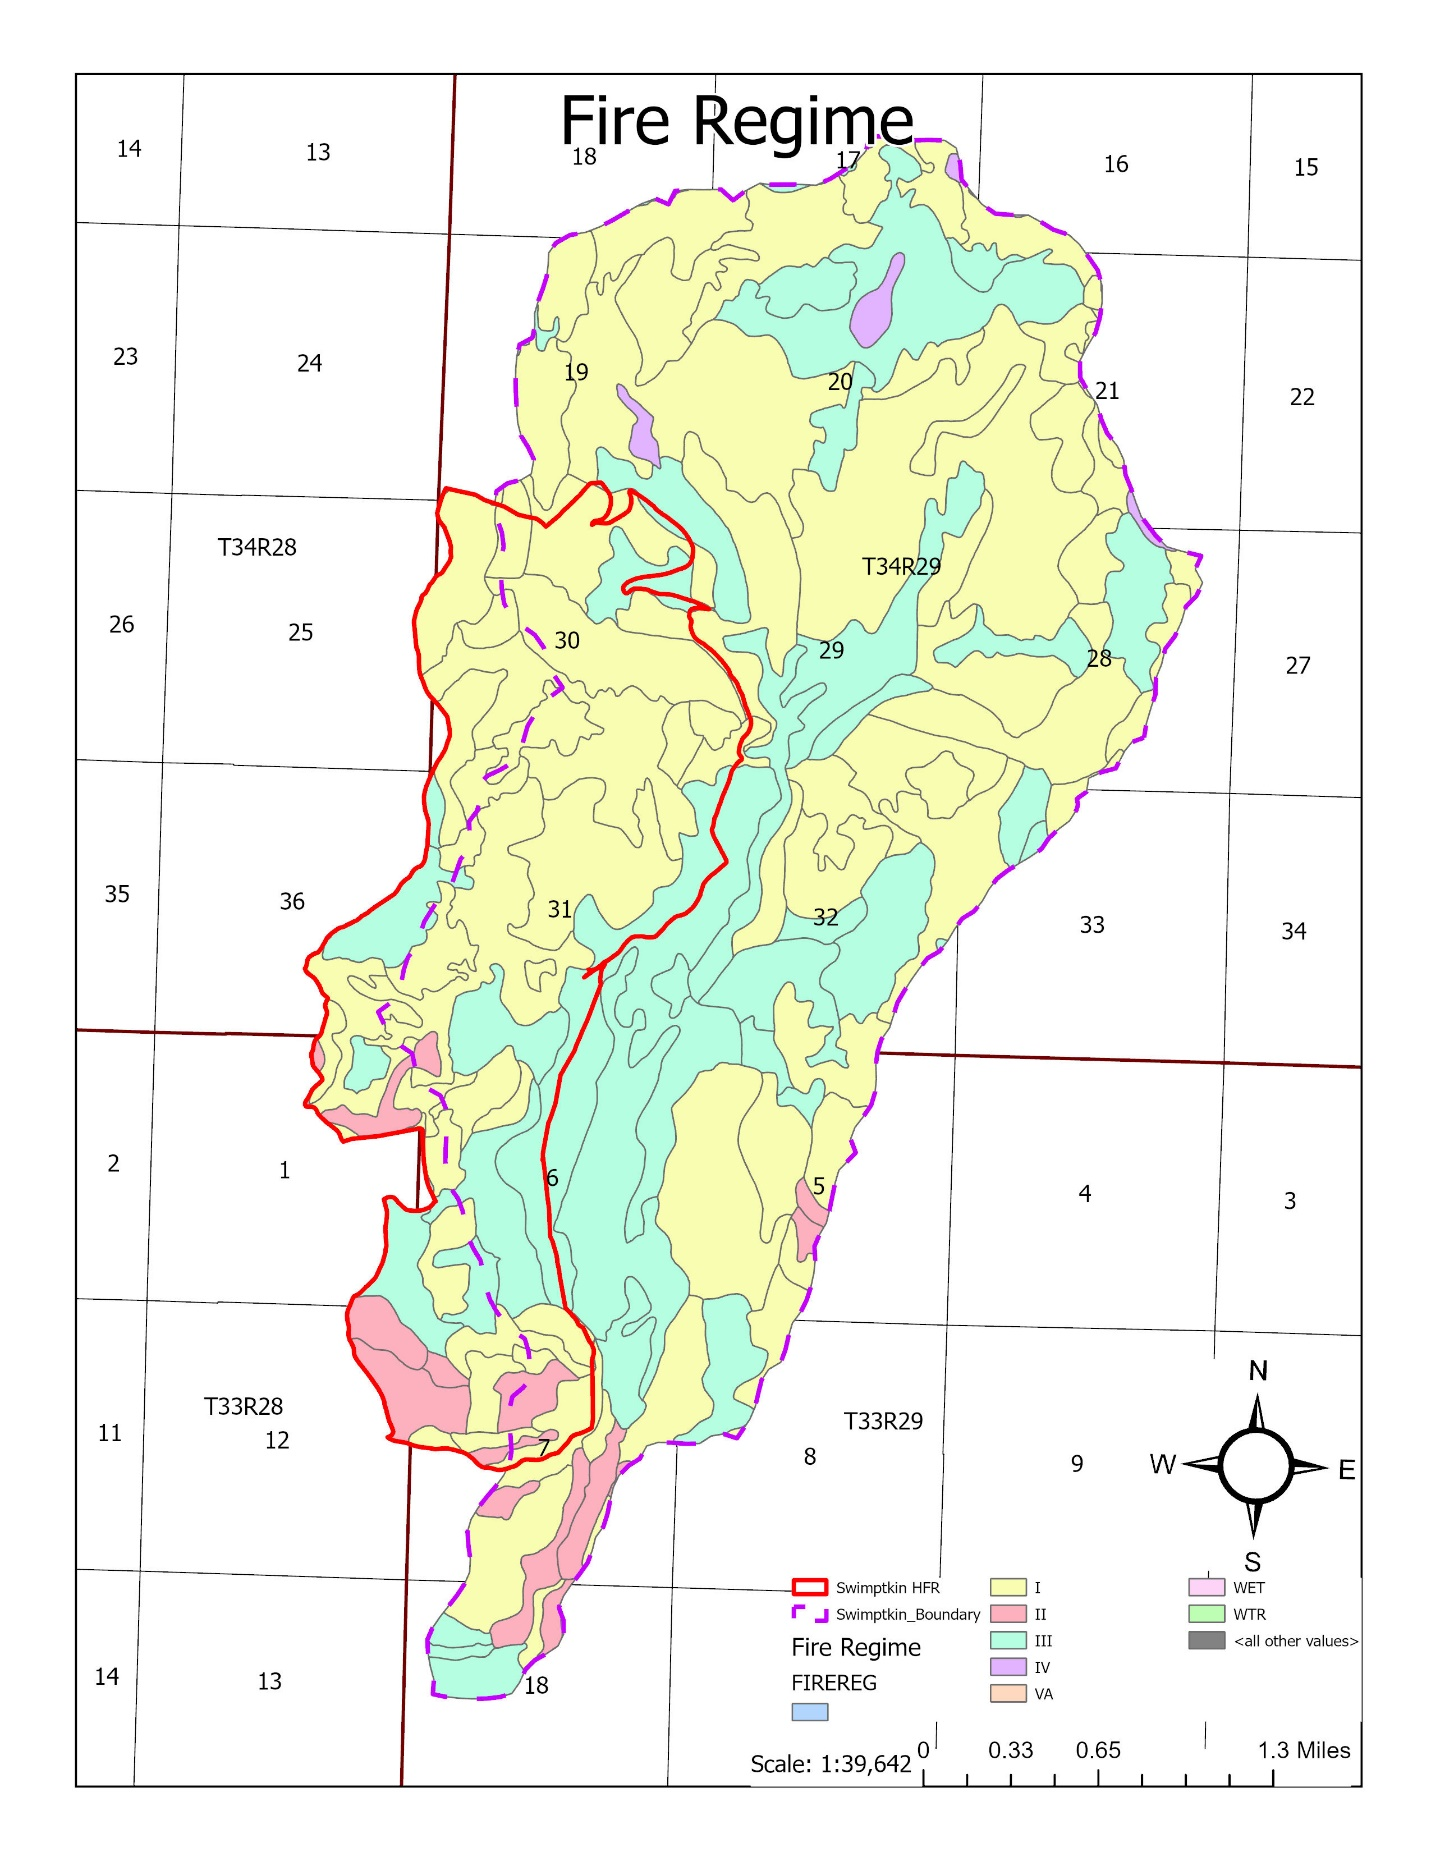 Fire Regime
14 13 18 17 16 15
23 24 19 20 21 22
T34R28 T34R29
26 25 30 29 28 27
35 36 31 32 33 34
2 1 6 5 4 3
T33R28 T33R29
11 12 7 8 9
14 13 18
N
W E
S
Swimptkin HFR
Swimptkin_Boundary
Fire Regime
FIREREG
I
II
III
IV
VA
WET
WTR
<all other values>
Scale: 1:39,642
0 0.33 0.65 1.3 Miles